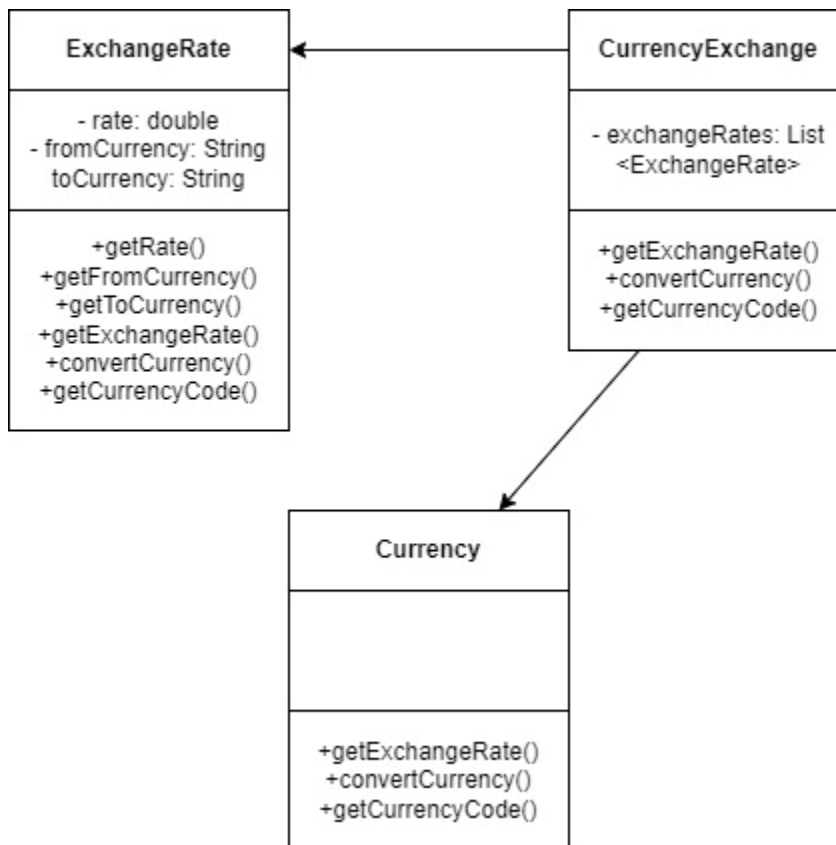 ExchangeRate
- rate: double
- fromCurrency: String
toCurrency: String
+getRate()
+getFromCurrency()
+getToCurrency()
+getExchangeRate()
+convertCurrency()
+getCurrencyCode()
CurrencyExchange
- exchangeRates: List
<ExchangeRate>
+getExchangeRate()
+convertCurrency()
+getCurrencyCode()
Currency
+getExchangeRate()
+convertCurrency()
+getCurrencyCode()